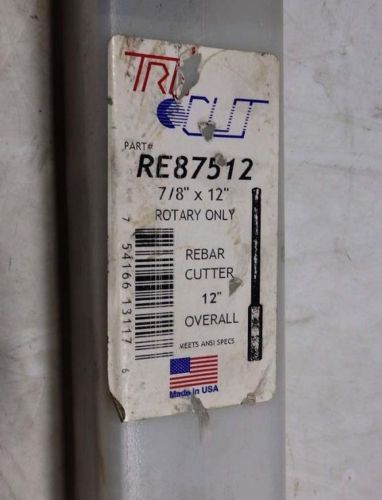 CUT
PART#
RE87512
7/8" x 12"
ROTARY ONLY
REBAR
CUTTER
12"
OVERALL
MEETS ANSI SPECS
7 54166 13117 6
Made in USA